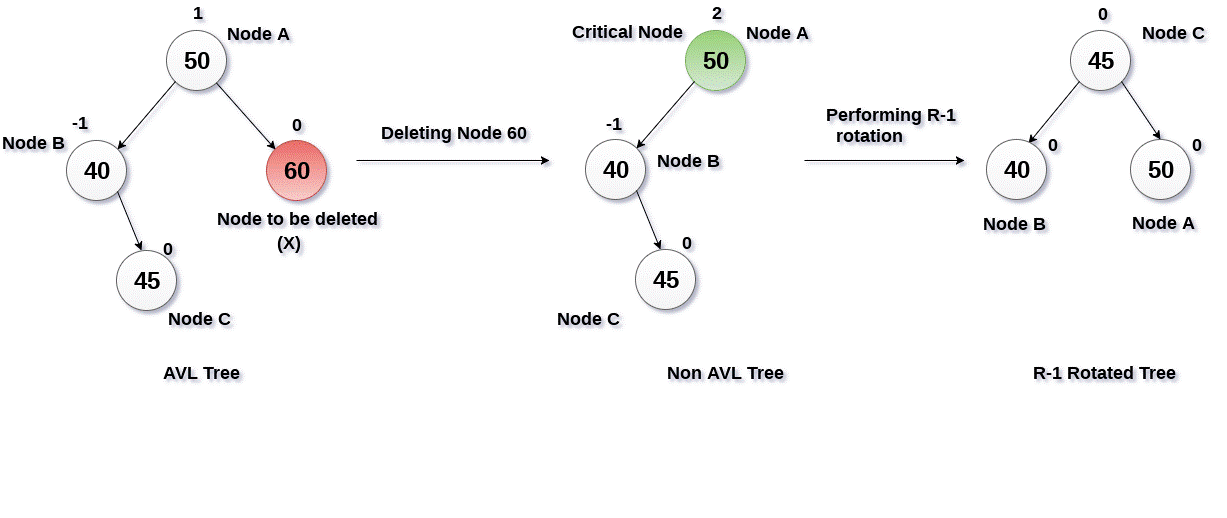 1
Node A
50
-1
Node B
40
0
60
Node to be deleted
(X)
0
45
Node C
AVL Tree
Deleting Node 60
2
Critical Node
Node A
50
-1
40
Node B
0
45
Node C
Non AVL Tree
Performing R-1
rotation
0
Node C
45
0
40
Node B
0
50
Node A
R-1 Rotated Tree